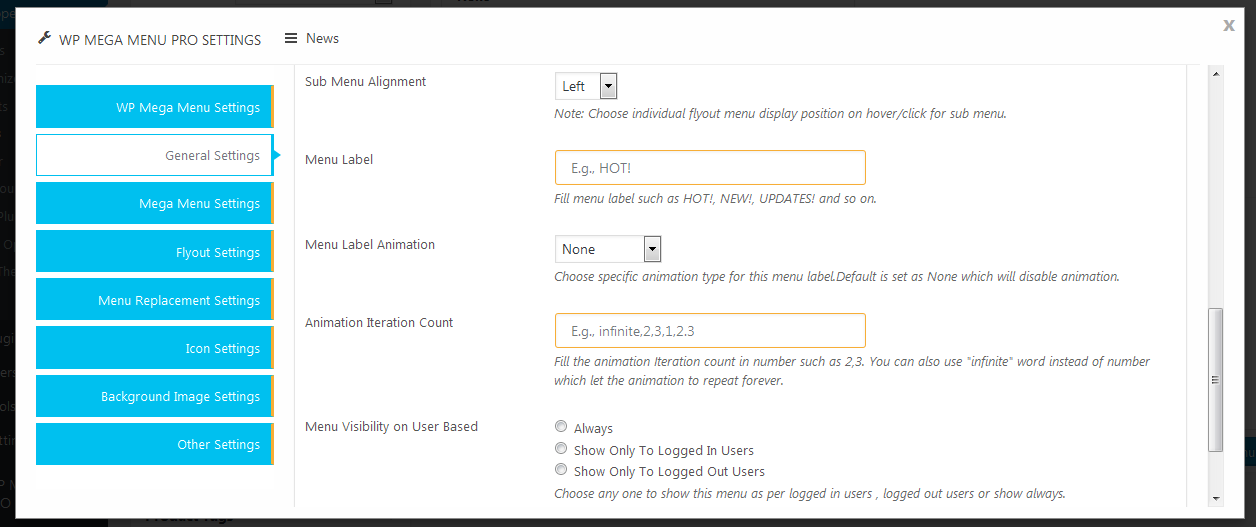 WP MEGA MENU PRO SETTINGS
News
X
WP Mega Menu Settings
General Settings
Mega Menu Settings
Flyout Settings
Menu Replacement Settings
Icon Settings
Background Image Settings
Other Settings
Sub Menu Alignment
Left
Note: Choose individual flyout menu display position on hover/click for sub menu.
Menu Label
E.g., HOT!
Fill menu label such as HOT!, NEW!, UPDATES! and so on.
Menu Label Animation
None
Choose specific animation type for this menu label.Default is set as None which will disable animation.
Animation Iteration Count
E.g., infinite,2,3,1,2.3
Fill the animation Iteration count in number such as 2,3. You can also use "infinite" word instead of number
which let the animation to repeat forever.
Menu Visibility on User Based
Always
Show Only To Logged In Users
Show Only To Logged Out Users
Choose any one to show this menu as per logged in users , logged out users or show always.